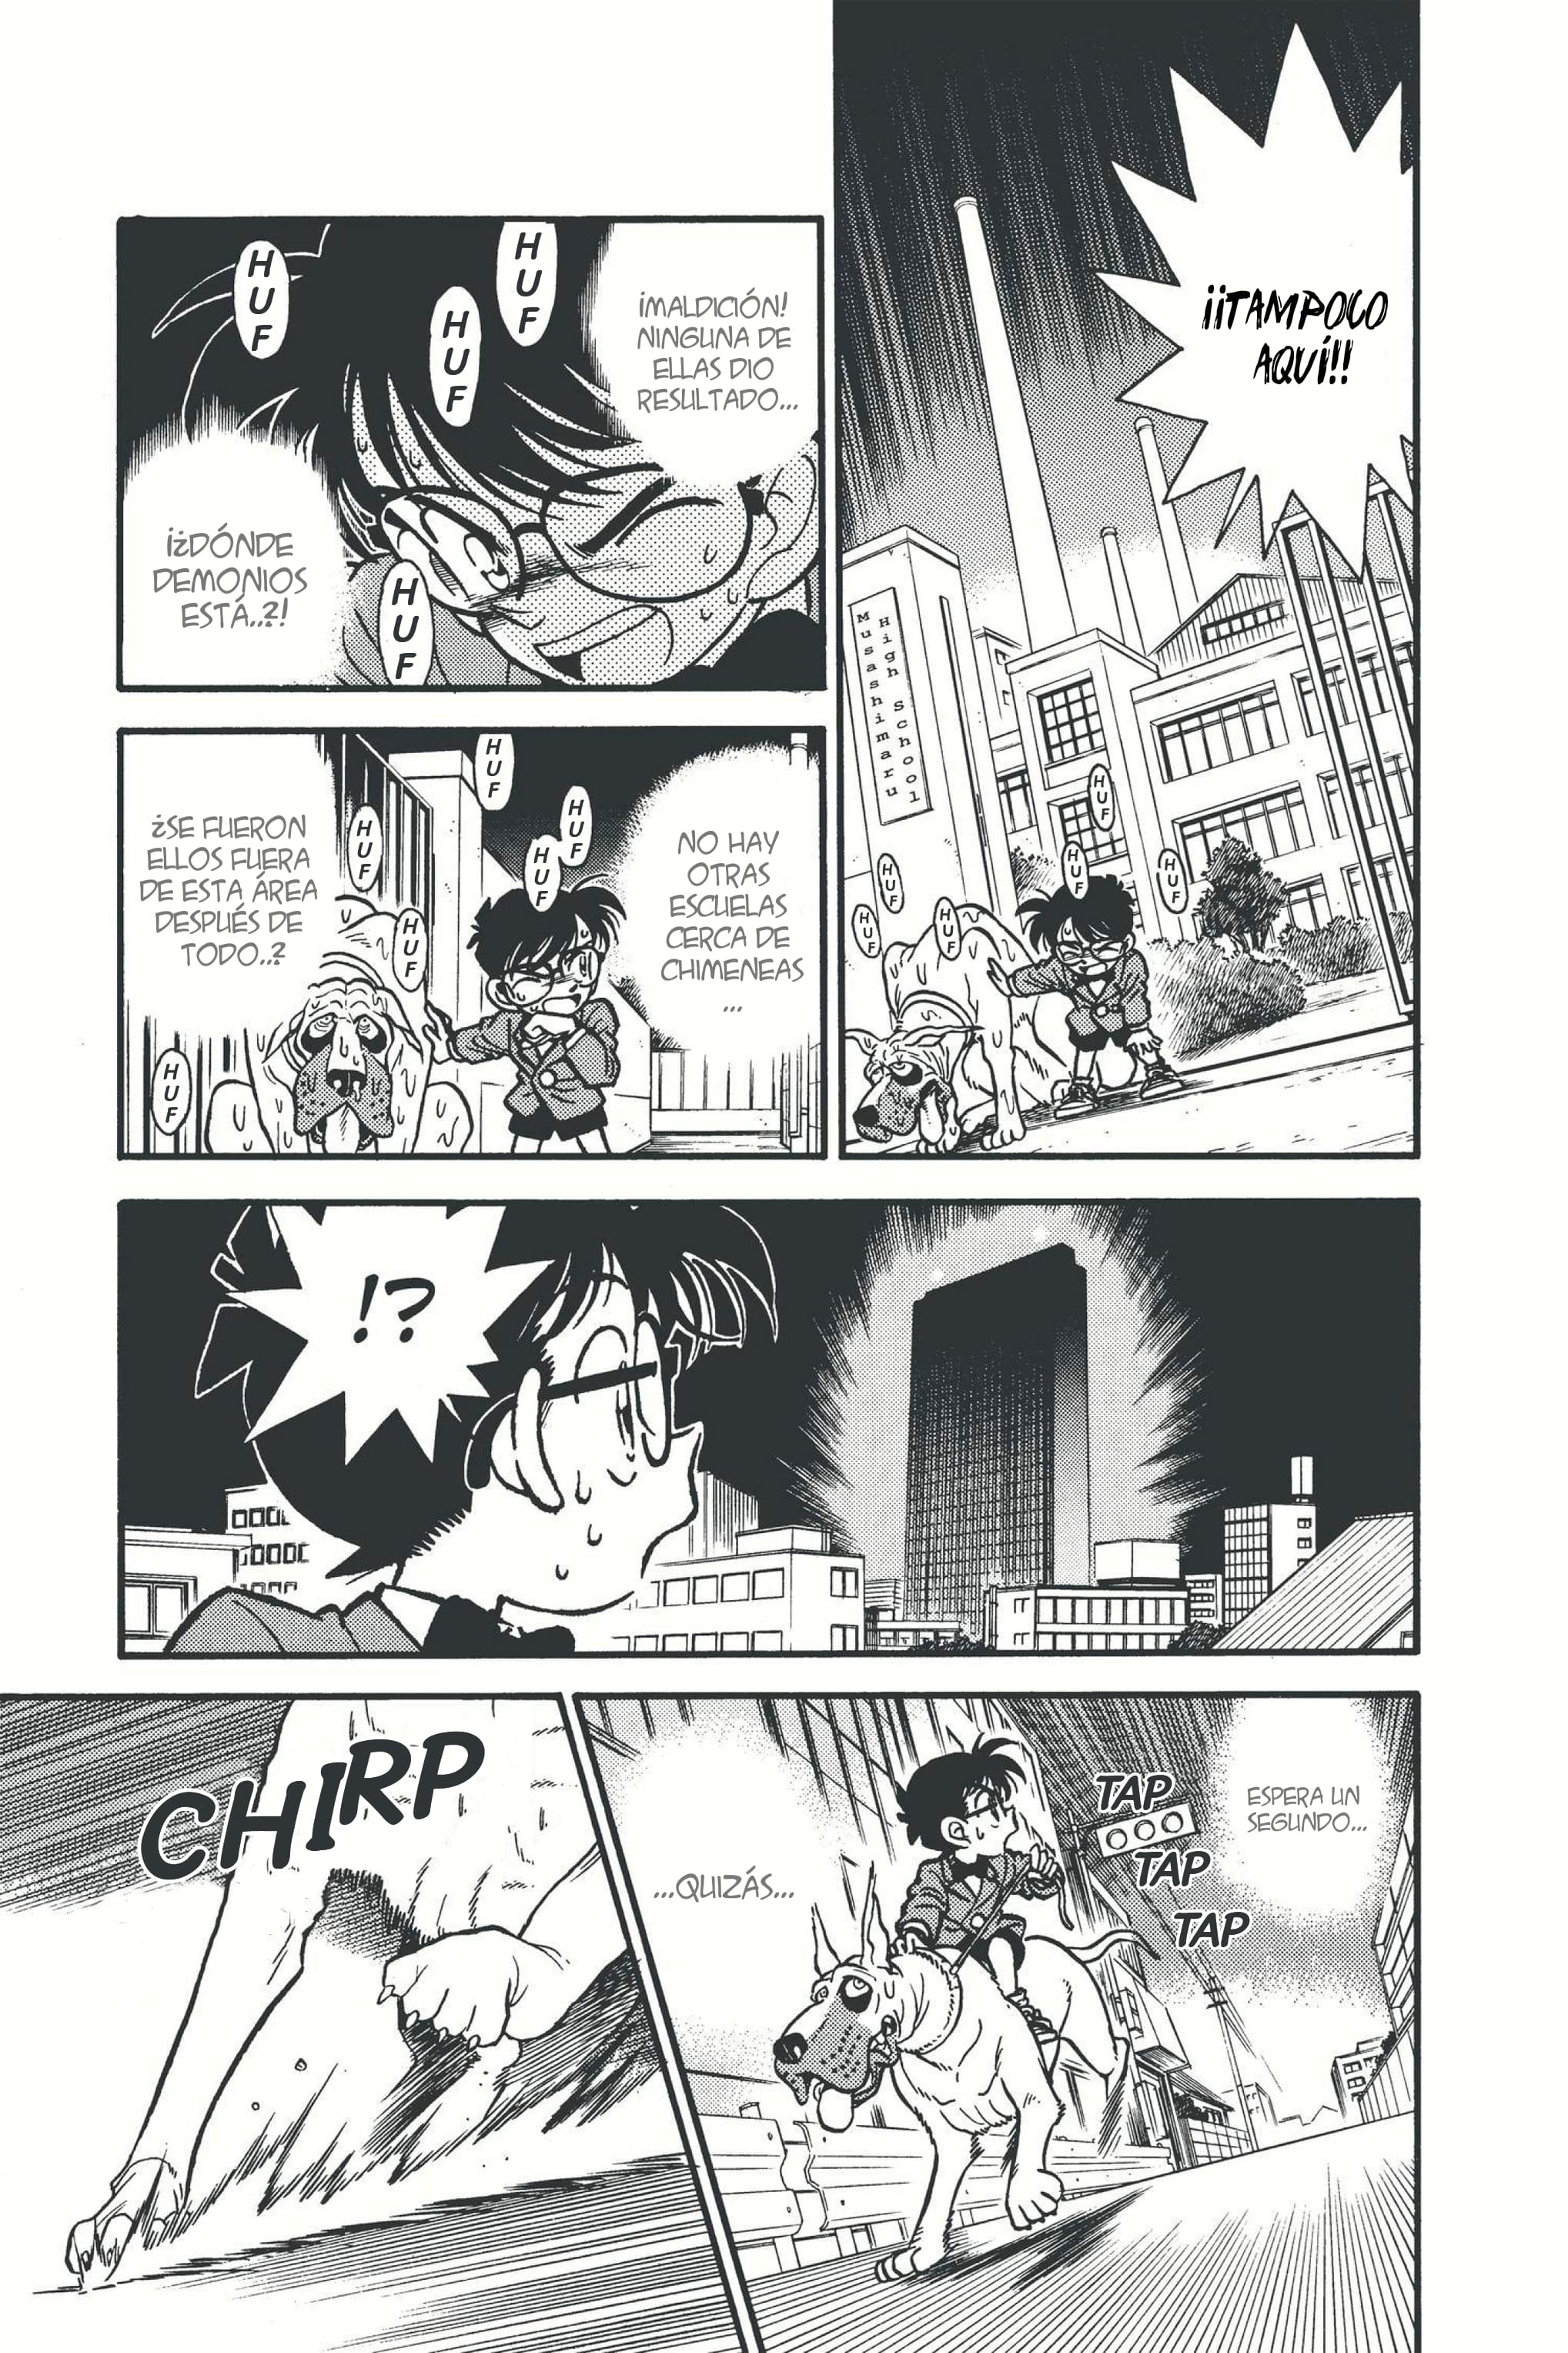 ¡¡TAMPOCO
AQUÍ!!
Musashimaru
High School
HUF
HUF
HUF
HUF
HUF
HUF
¡MALDICIÓN!
NINGUNA DE
ELLAS DIO
RESULTADO...
HUF
HUF
HUF
¡¿DÓNDE
DEMONIOS
ESTÁ..?!
HUF
NO HAY
OTRAS
ESCUELAS
CERCA DE
CHIMENEAS
...
HUF
HUF
HUF
HUF
HUF
¿SE FUERON
ELLOS FUERA
DE ESTA ÁREA
DESPUÉS DE
TODO..?
HUF
!?
ESPERA UN
SEGUNDO...
TAP
TAP
TAP
...QUIZÁS...
CHIRP